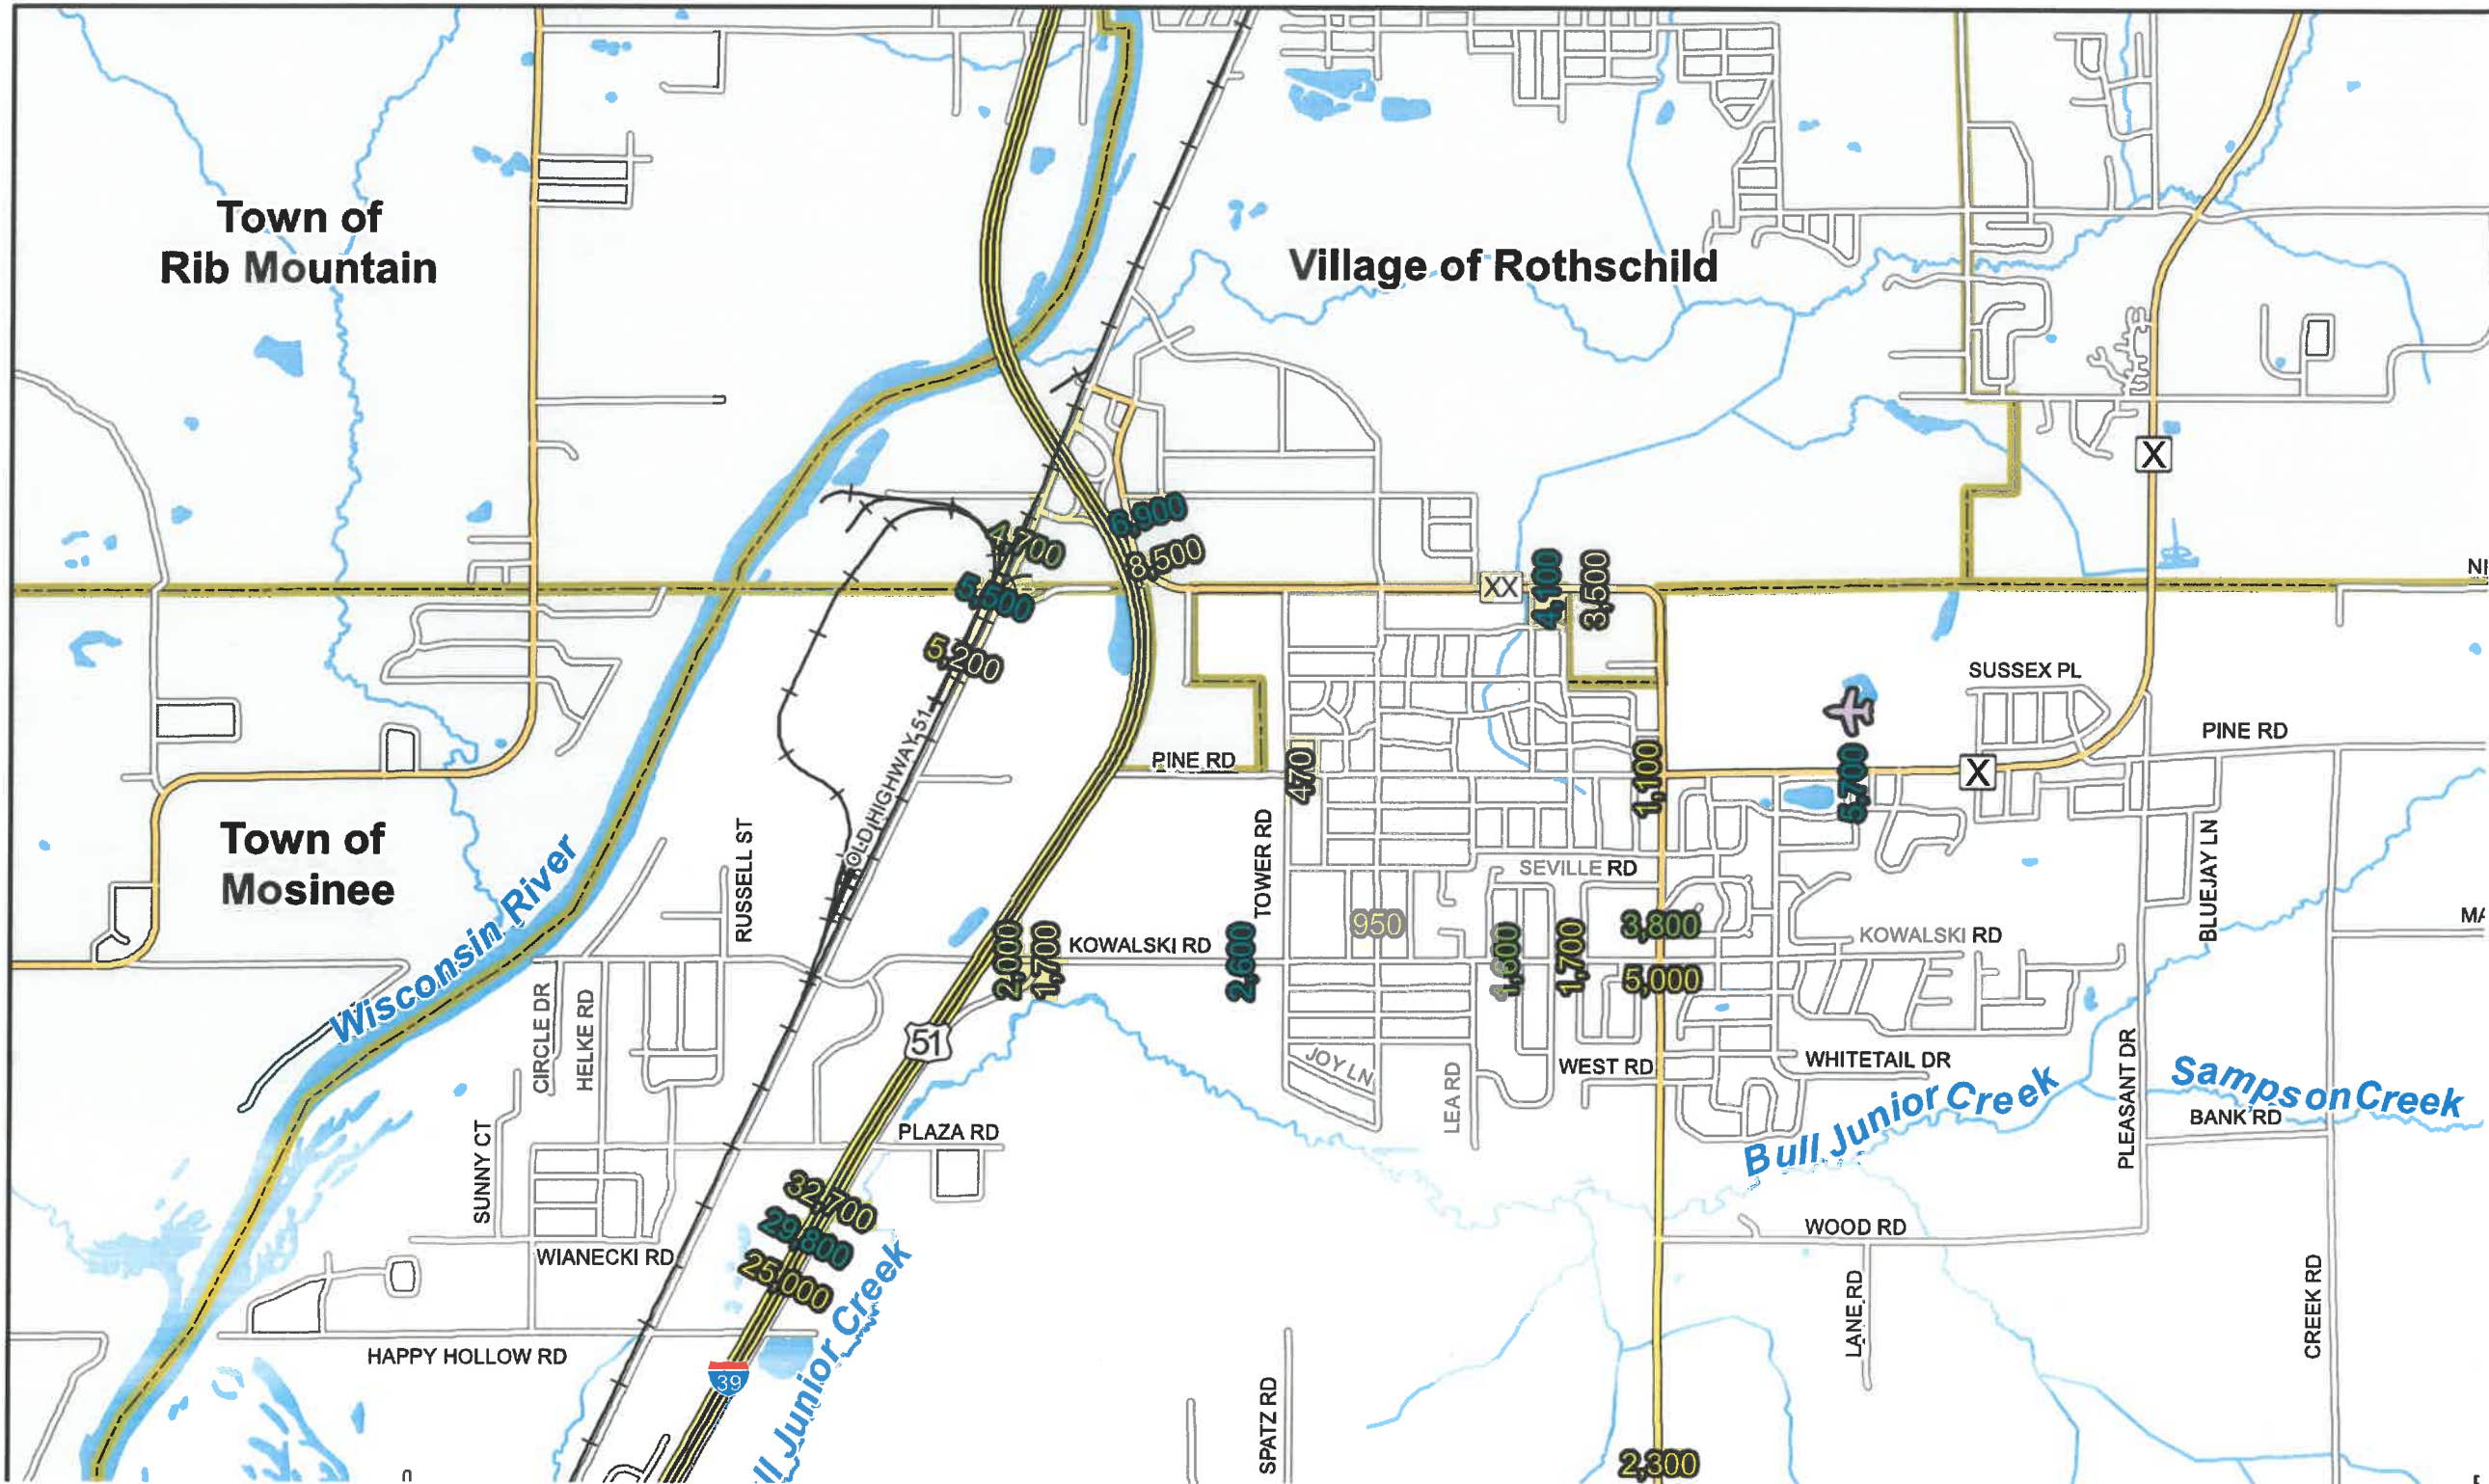 Town of
Rib Mountain
Village of Rothschild
X
6,900
4,700
8,500
5,500
XX
4,100
3,500
NI
5,200
SUSSEX PL
OLD HIGHWAY 51
PINE RD
470
1,100
5,700
X
PINE RD
Town of
Mosinee
Wisconsin River
RUSSELL ST
TOWER RD
SEVILLE RD
BLUEJAY LN
2,000
1,700
KOWALSKI RD
2,600
950
1,600
1,700
3,800
KOWALSKI RD
MA
5,000
CIRCLE DR
HELKE RD
51
JOY LN
LEA RD
WEST RD
WHITETAIL DR
PLEASANT DR
Sampson Creek
BANK RD
Bull Junior Creek
SUNNY CT
PLAZA RD
32,700
29,800
25,000
WIANECKI RD
WOOD RD
LANE RD
CREEK RD
HAPPY HOLLOW RD
39
ll Junior Creek
SPATZ RD
2,300